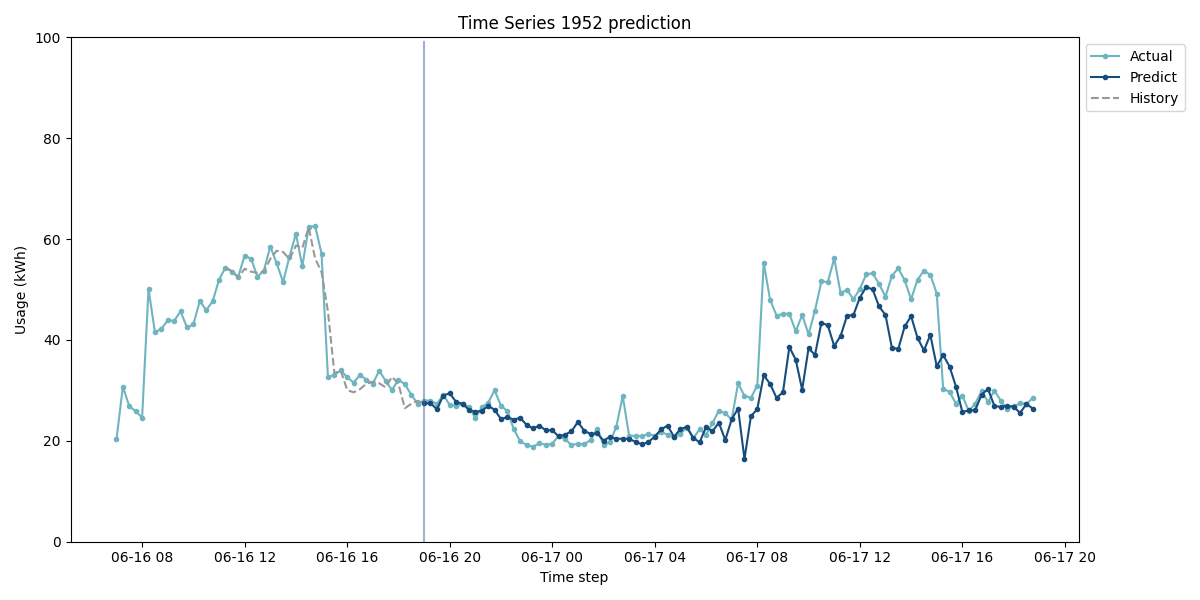 Time Series 1952 prediction
100
80
60
40
20
0
Usage (kWh)
06-16 08
06-16 12
06-16 16
06-16 20
06-17 00
06-17 04
06-17 08
06-17 12
06-17 16
06-17 20
Time step
Actual
Predict
History